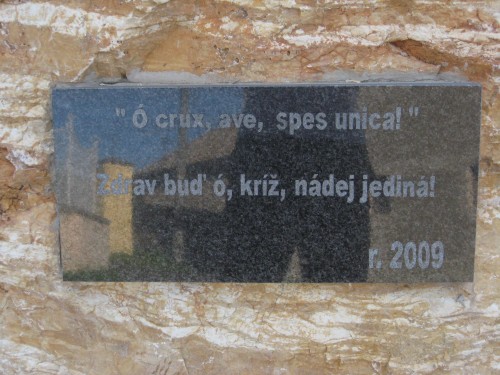 " Ó crux, ave, spes unica! "
Zdrav buď ó, kríž, nádej jediná!
r. 2009